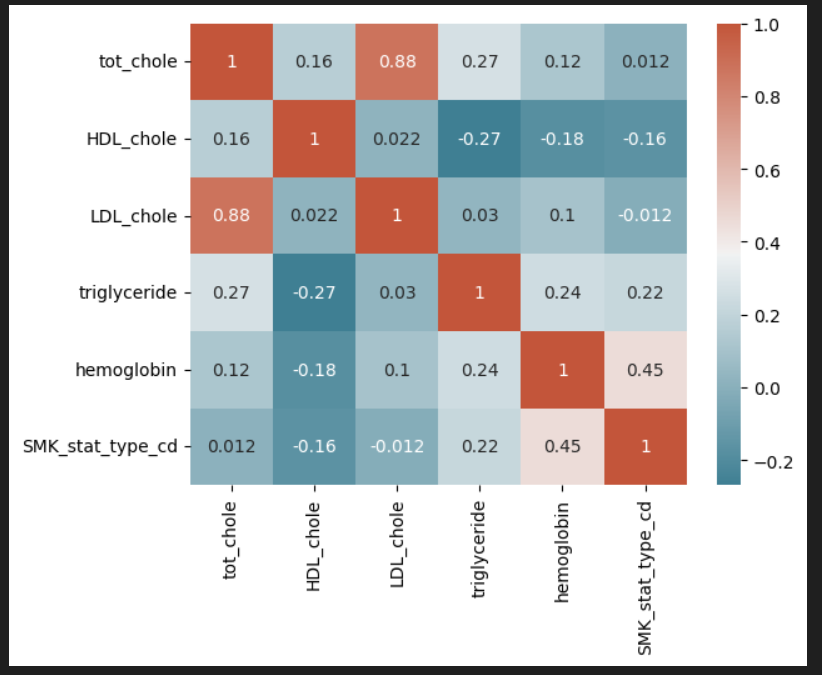 tot_chole 1 0.16 0.88 0.27 0.12 0.012
HDL_chole 0.16 1 0.022 -0.27 -0.18 -0.16
LDL_chole 0.88 0.022 1 0.03 0.1 -0.012
triglyceride 0.27 -0.27 0.03 1 0.24 0.22
hemoglobin 0.12 -0.18 0.1 0.24 1 0.45
SMK_stat_type_cd 0.012 -0.16 -0.012 0.22 0.45 1
tot_chole
HDL_chole
LDL_chole
triglyceride
hemoglobin
SMK_stat_type_cd
1.0
0.8
0.6
0.4
0.2
0.0
−0.2